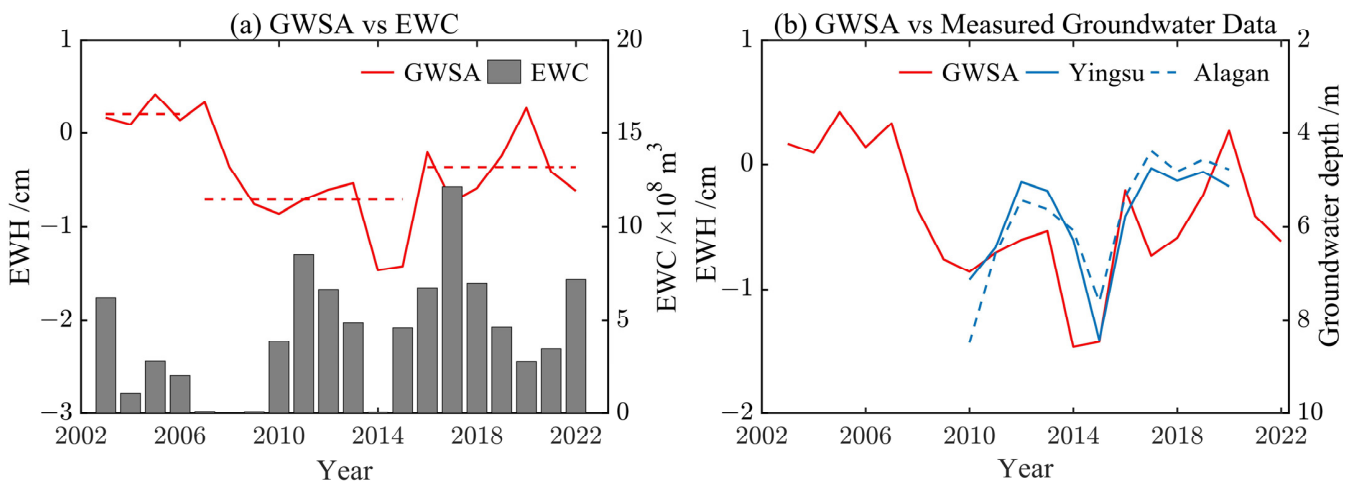 (a) GWSA vs EWC
GWSA EWC
1
0
−1
−2
−3
EWH /cm
20
15
10
5
0
EWC /×10⁸ m³
2002 2006 2010 2014 2018 2022
Year
(b) GWSA vs Measured Groundwater Data
GWSA Yingsu Alagan
1
0
−1
−2
EWH /cm
2
4
6
8
10
Groundwater depth /m
2002 2006 2010 2014 2018 2022
Year